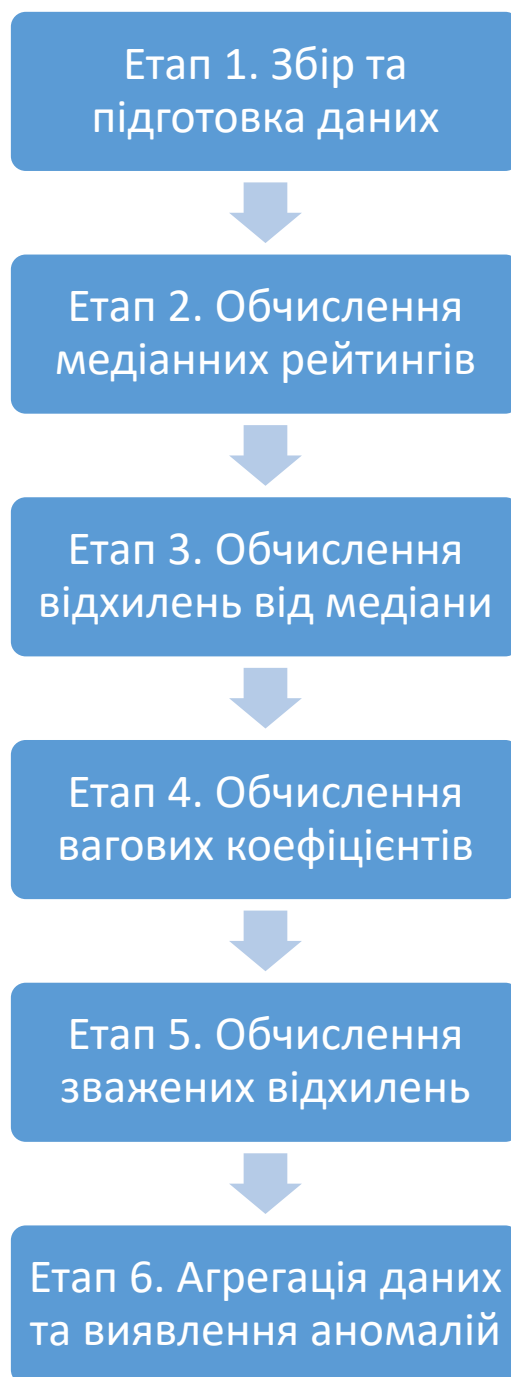 Етап 1. Збір та
підготовка даних
Етап 2. Обчислення
медіанних рейтингів
Етап 3. Обчислення
відхилень від медіани
Етап 4. Обчислення
вагових коефіцієнтів
Етап 5. Обчислення
зважених відхилень
Етап 6. Агрегація даних
та виявлення аномалій